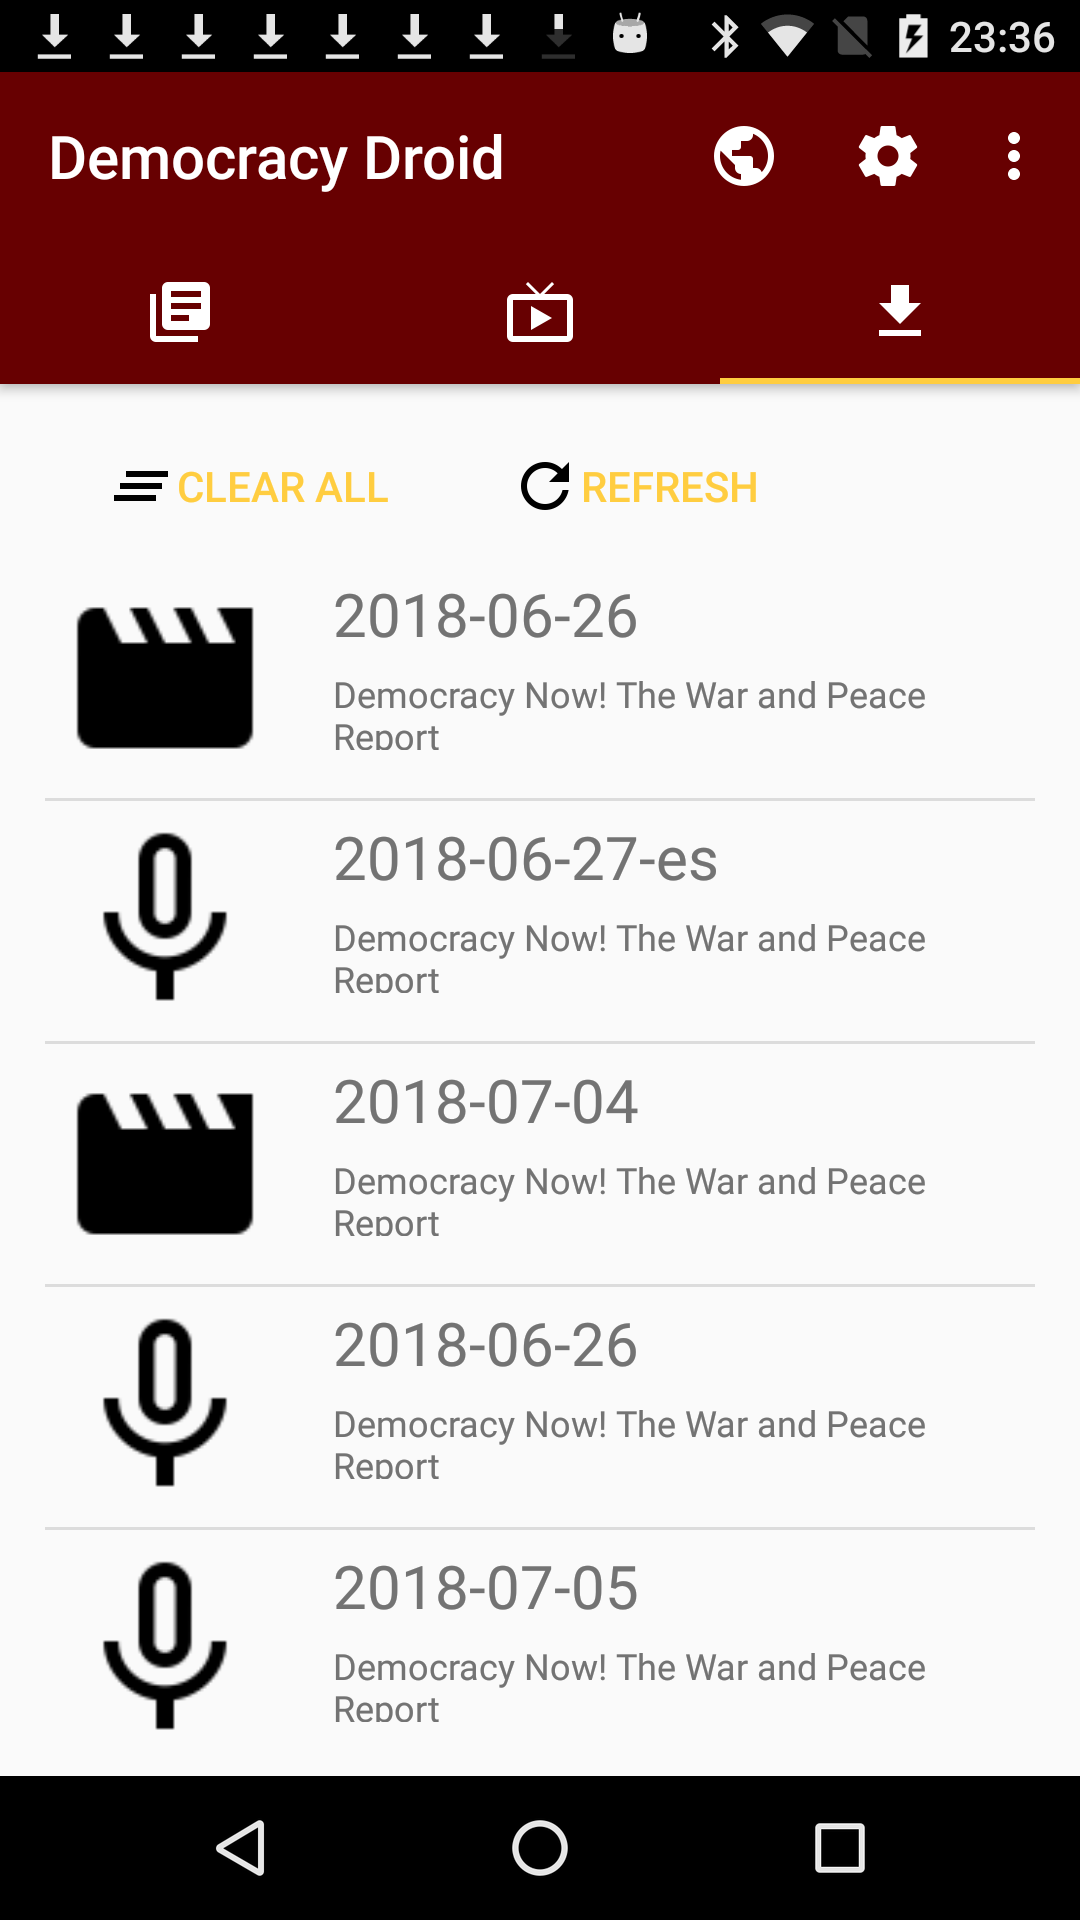 23:36
Democracy Droid
CLEAR ALL
REFRESH
2018-06-26
Democracy Now! The War and Peace
Report
2018-06-27-es
Democracy Now! The War and Peace
Report
2018-07-04
Democracy Now! The War and Peace
Report
2018-06-26
Democracy Now! The War and Peace
Report
2018-07-05
Democracy Now! The War and Peace
Report